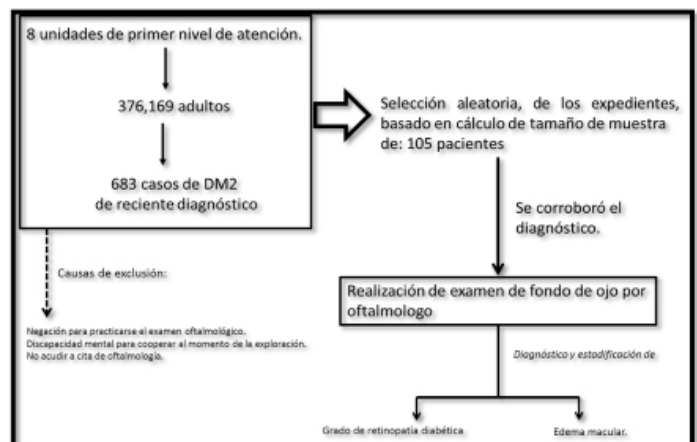 8 unidades de primer nivel de atención.
376,169 adultos
683 casos de DM2
de reciente diagnóstico
Causas de exclusión:
Negación para practicarse el examen oftalmológico.
Discapacidad mental para cooperar al momento de la exploración.
No acudir a cita de oftalmología.
Selección aleatoria, de los expedientes,
basado en cálculo de tamaño de muestra
de: 105 pacientes
Se corroboró el
diagnóstico.
Realización de examen de fondo de ojo por
oftalmologo
Diagnóstico y estadificación de
Grado de retinopatía diabética.
Edema macular.